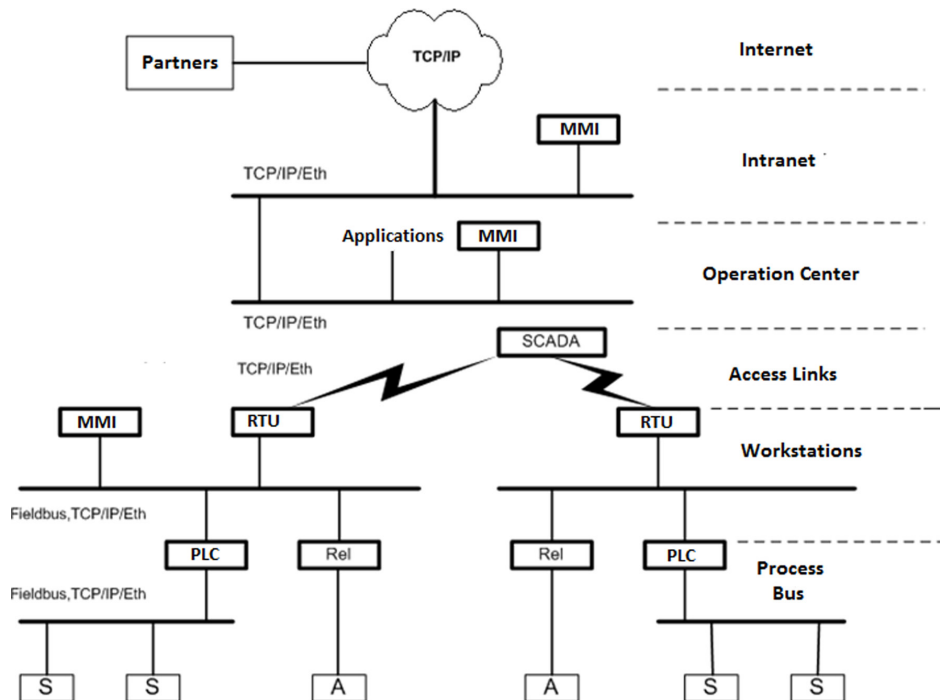 Partners
TCP/IP
Internet
MMI
Intranet
TCP/IP/Eth
Applications
MMI
Operation Center
TCP/IP/Eth
SCADA
TCP/IP/Eth
Access Links
MMI
RTU
RTU
Workstations
Fieldbus,TCP/IP/Eth
PLC
Rel
Rel
PLC
Process
Bus
Fieldbus,TCP/IP/Eth
S
S
A
A
S
S